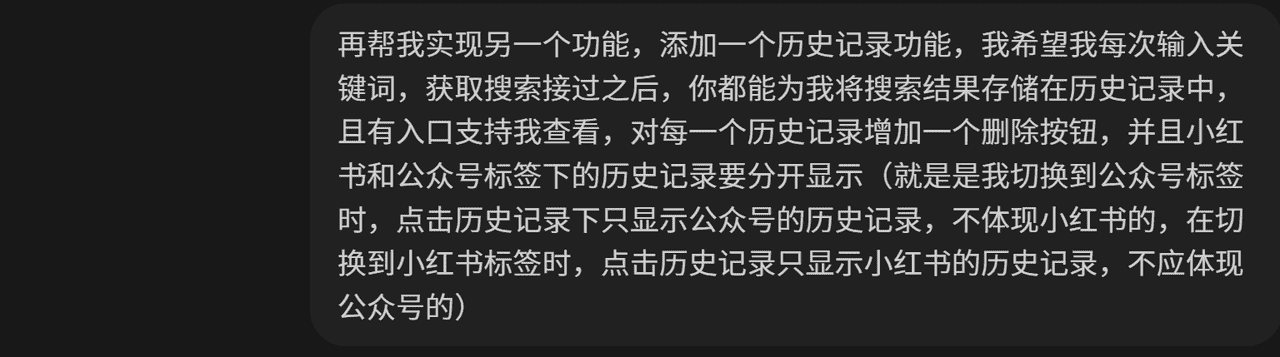 再帮我实现另一个功能，添加一个历史记录功能，我希望我每次输入关
键词，获取搜索接过之后，你都能为我将搜索结果存储在历史记录中，
且有入口支持我查看，对每一个历史记录增加一个删除按钮，并且小红
书和公众号标签下的历史记录要分开显示（就是是我切换到公众号标签
时，点击历史记录下只显示公众号的历史记录，不体现小红书的，在切
换到小红书标签时，点击历史记录只显示小红书的历史记录，不应体现
公众号的）